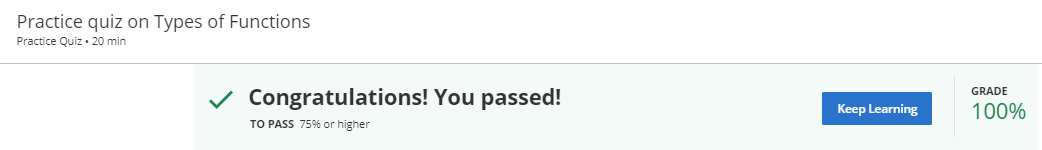 Practice quiz on Types of Functions
Practice Quiz • 20 min
Congratulations! You passed!
TO PASS 75% or higher
Keep Learning
GRADE
100%